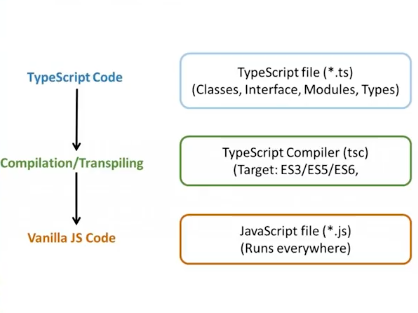 TypeScript Code
TypeScript file (*.ts)
(Classes, Interface, Modules, Types)
Compilation/Transpiling
TypeScript Compiler (tsc)
(Target: ES3/ES5/ES6,
Vanilla JS Code
JavaScript file (*.js)
(Runs everywhere)